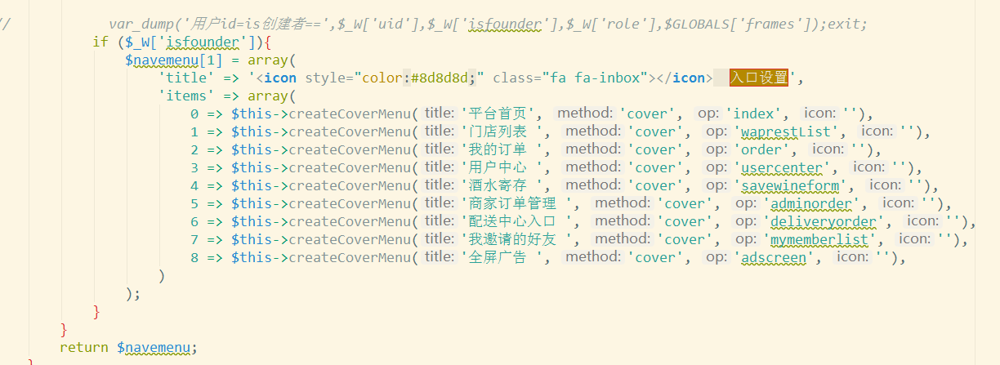 //            var_dump('用户id=is创建者==',$_W['uid'],$_W['isfounder'],$_W['role'],$GLOBALS['frames']);exit;
if ($_W['isfounder']){
$navemenu[1] = array(
'title' => '<icon style="color:#8d8d8d;" class="fa fa-inbox"></icon>  入口设置',
'items' => array(
0 => $this->createCoverMenu( title: '平台首页', method: 'cover', op: 'index', icon: ''),
1 => $this->createCoverMenu( title: '门店列表 ', method: 'cover', op: 'waprestList', icon: ''),
2 => $this->createCoverMenu( title: '我的订单 ', method: 'cover', op: 'order', icon: ''),
3 => $this->createCoverMenu( title: '用户中心 ', method: 'cover', op: 'usercenter', icon: ''),
4 => $this->createCoverMenu( title: '酒水寄存 ', method: 'cover', op: 'savewineform', icon: ''),
5 => $this->createCoverMenu( title: '商家订单管理 ', method: 'cover', op: 'adminorder', icon: ''),
6 => $this->createCoverMenu( title: '配送中心入口 ', method: 'cover', op: 'deliveryorder', icon: ''),
7 => $this->createCoverMenu( title: '我邀请的好友 ', method: 'cover', op: 'mymemberlist', icon: ''),
8 => $this->createCoverMenu( title: '全屏广告 ', method: 'cover', op: 'adscreen', icon: ''),
)
);
}
}
return $navemenu;
}